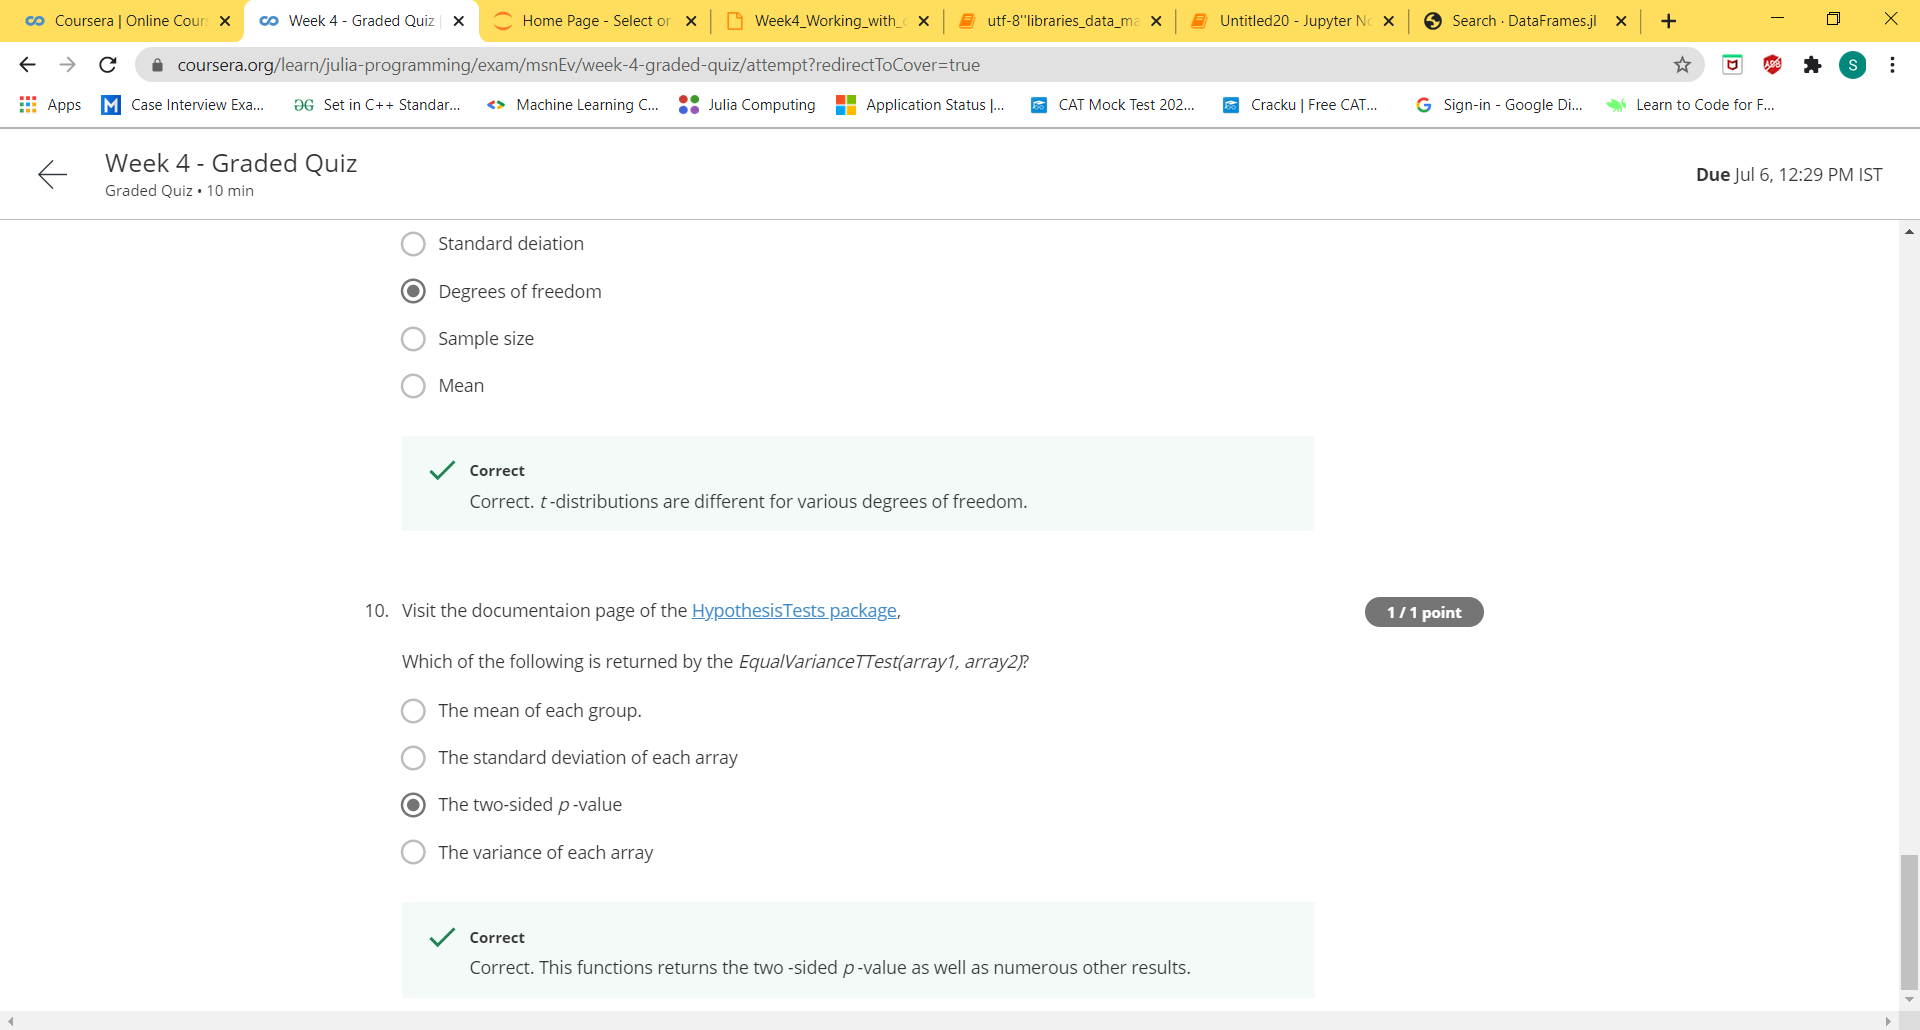 Coursera | Online Cours
Week 4 - Graded Quiz |
Home Page - Select or
Week4_Working_with_
utf-8''libraries_data_ma
Untitled20 - Jupyter No
Search · DataFrames.jl
coursera.org/learn/julia-programming/exam/msnEv/week-4-graded-quiz/attempt?redirectToCover=true
S
Apps
Case Interview Exa...
Set in C++ Standar...
Machine Learning C...
Julia Computing
Application Status |...
CAT Mock Test 202...
Cracku | Free CAT...
Sign-in - Google Di...
Learn to Code for F...
Week 4 - Graded Quiz
Graded Quiz • 10 min
Due Jul 6, 12:29 PM IST
Standard deiation
Degrees of freedom
Sample size
Mean
Correct
Correct. t -distributions are different for various degrees of freedom.
10. Visit the documentaion page of the HypothesisTests package,
1 / 1 point
Which of the following is returned by the EqualVarianceTTest(array1, array2)?
The mean of each group.
The standard deviation of each array
The two-sided p -value
The variance of each array
Correct
Correct. This functions returns the two -sided p -value as well as numerous other results.